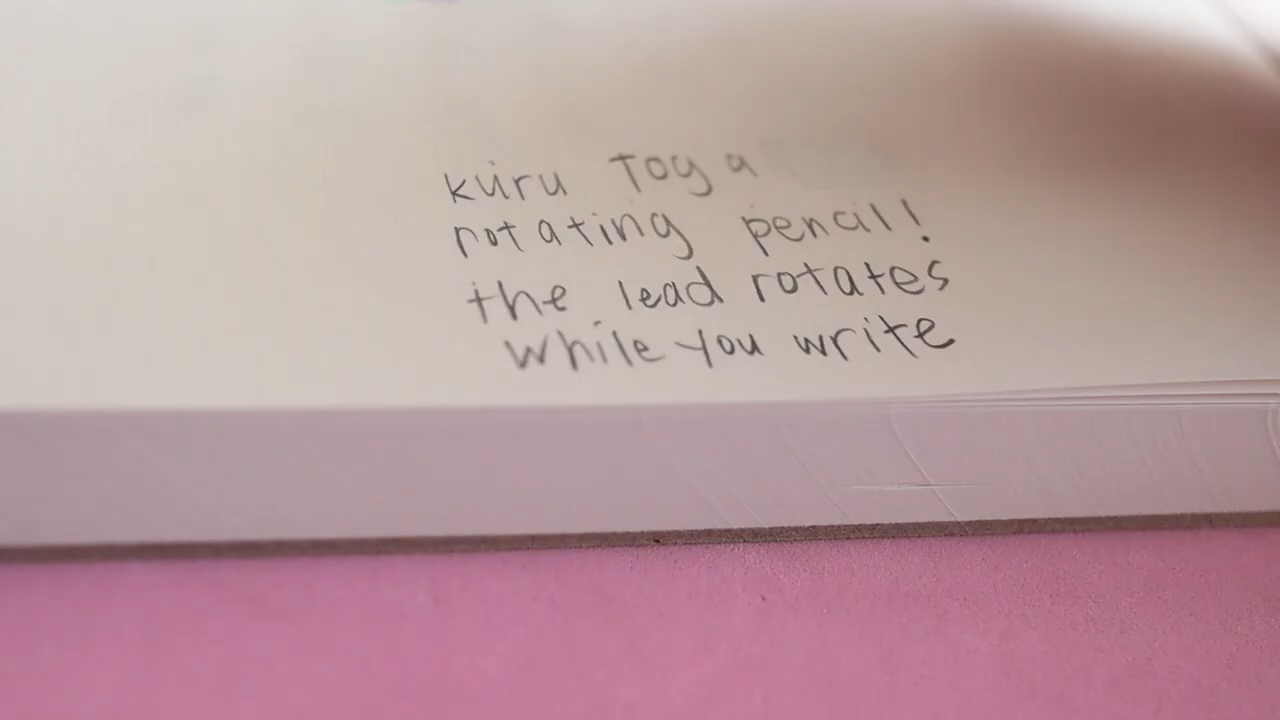 kuru Toga
rotating pencil!
the lead rotates
while you write